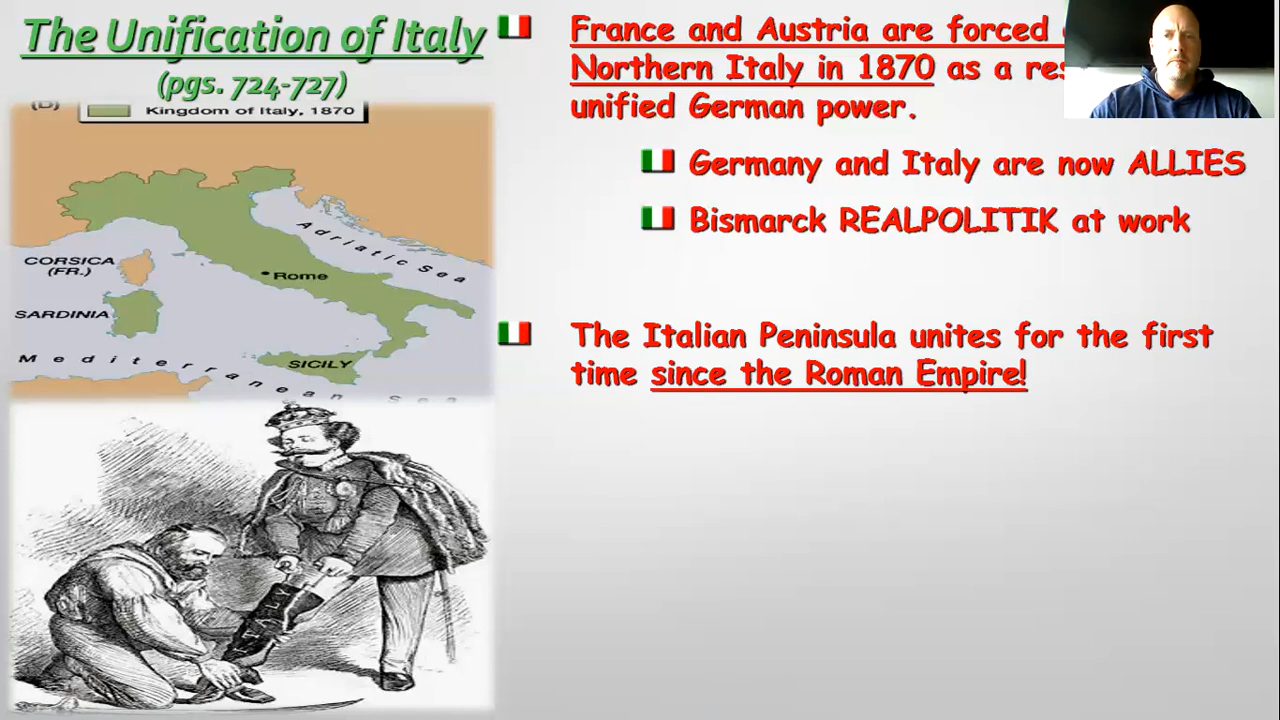 The Unification of Italy
(pgs. 724-727)
(D)
Kingdom of Italy, 1870
Adriatic Sea
CORSICA
(FR.)
Rome
SARDINIA
SICILY
Mediterranean Sea
ITALY
France and Austria are forced
Northern Italy in 1870 as a
unified German power.
Germany and Italy are now ALLIES
Bismarck REALPOLITIK at work
The Italian Peninsula unites for the first
time since the Roman Empire!